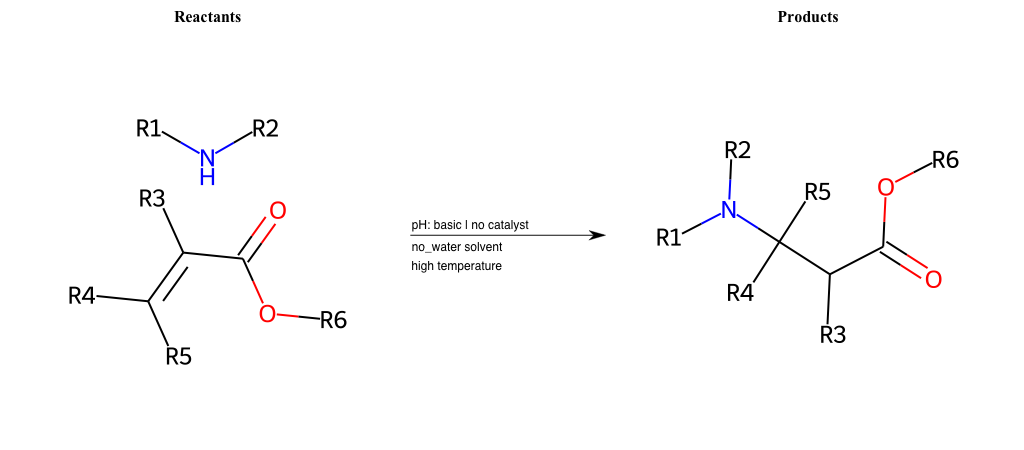 Reactants
Products
R1
R2
N
H
R3
O
R4
O
R6
R5
pH: basic | no catalyst
no_water solvent
high temperature
R2
R6
O
R5
N
R1
R4
O
R3